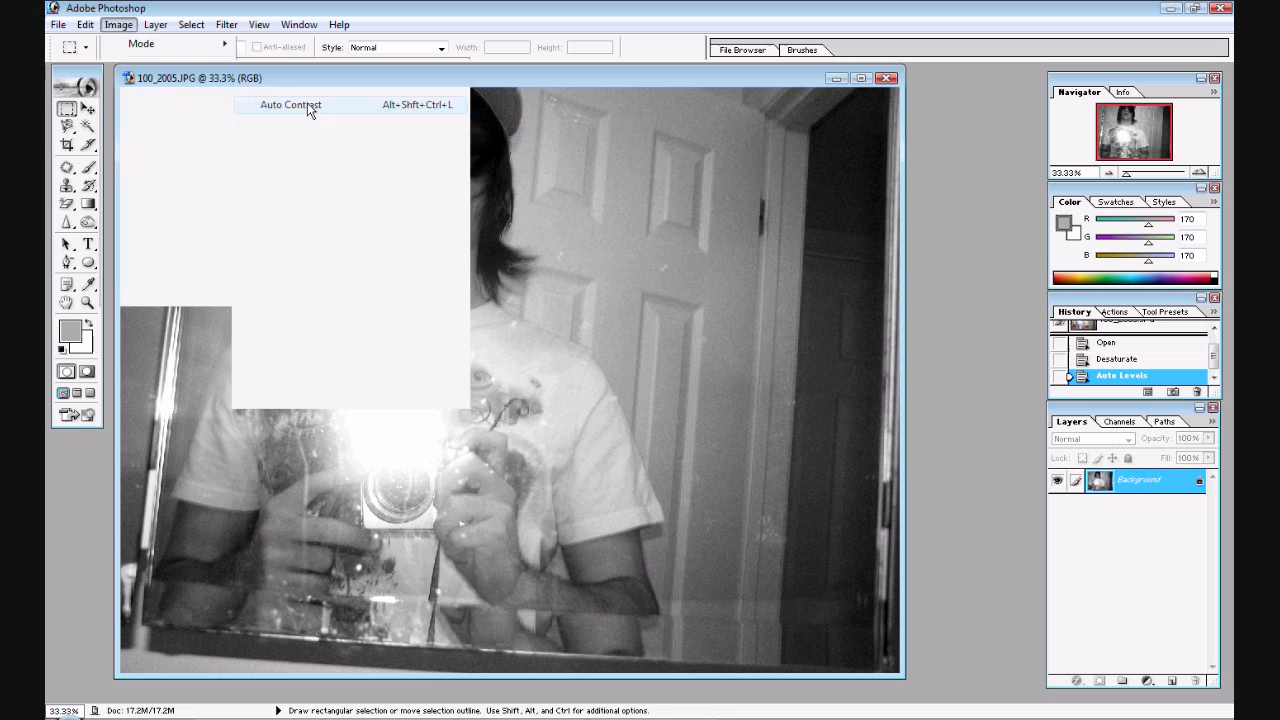 Adobe Photoshop
File Edit Image Layer Select Filter View Window Help
Mode
Anti-aliased Style: Normal Width: Height: File Browser Brushes
100_2005.JPG @ 33.3% (RGB)
Auto Contrast Alt+Shft+Ctrl+L
Navigator Info
33.33%
Color Swatches Styles
R 170
G 170
B 170
History Actions Tool Presets
Open
Desaturate
Auto Levels
Layers Channels Paths
Normal Opacity: 100%
Lock: Fill: 100%
Background
33.33% Doc: 17.2M/17.2M Draw rectangular selection or move selection outline. Use Shift, Alt, and Ctrl for additional options.